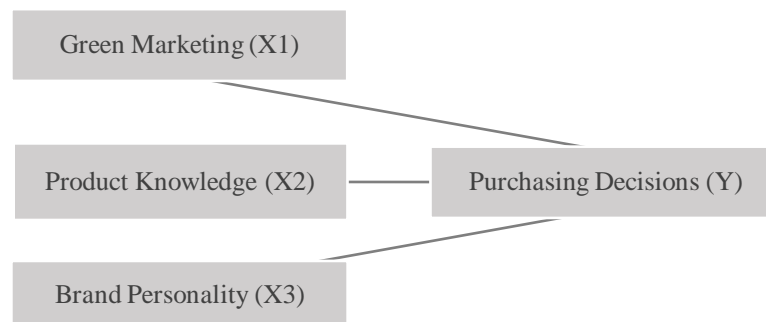 Green Marketing (X1)
Product Knowledge (X2)
Purchasing Decisions (Y)
Brand Personality (X3)